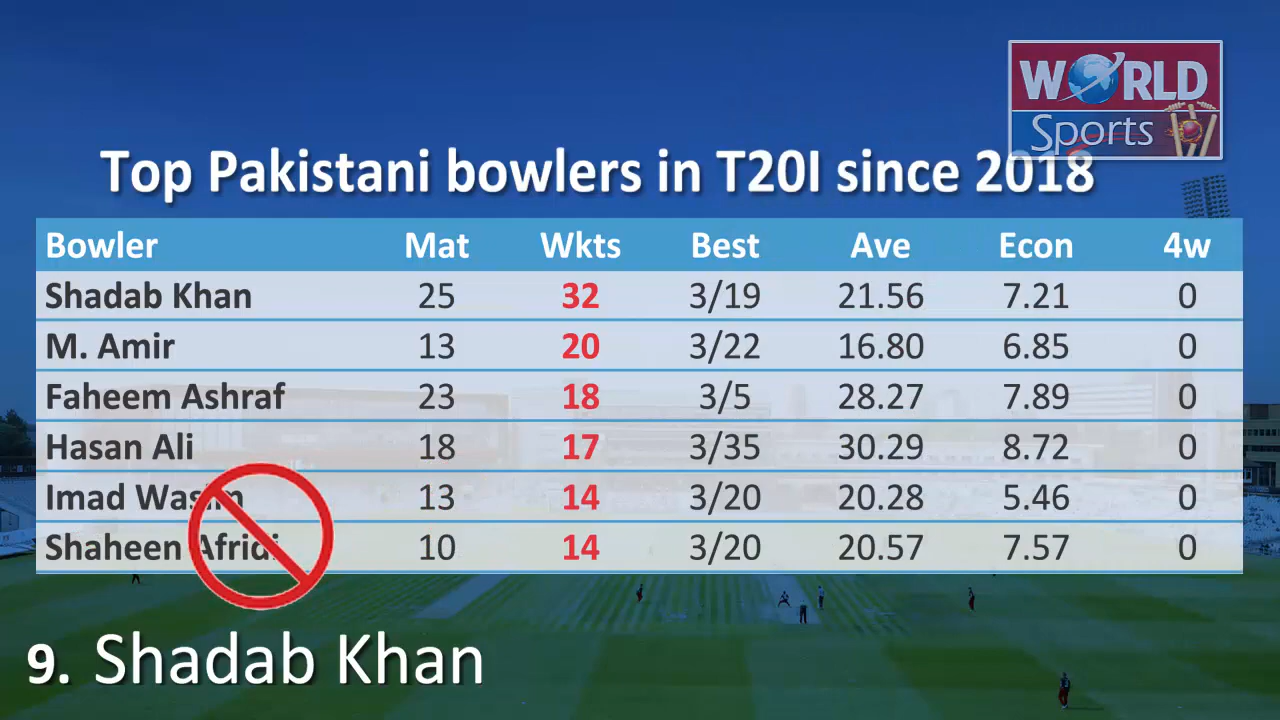 WORLD
Sports
Top Pakistani bowlers in T20I since 2018
Bowler Mat Wkts Best Ave Econ 4w
Shadab Khan 25 32 3/19 21.56 7.21 0
M. Amir 13 20 3/22 16.80 6.85 0
Faheem Ashraf 23 18 3/5 28.27 7.89 0
Hasan Ali 18 17 3/35 30.29 8.72 0
Imad Wasim 13 14 3/20 20.28 5.46 0
Shaheen Afridi 10 14 3/20 20.57 7.57 0
9. Shadab Khan